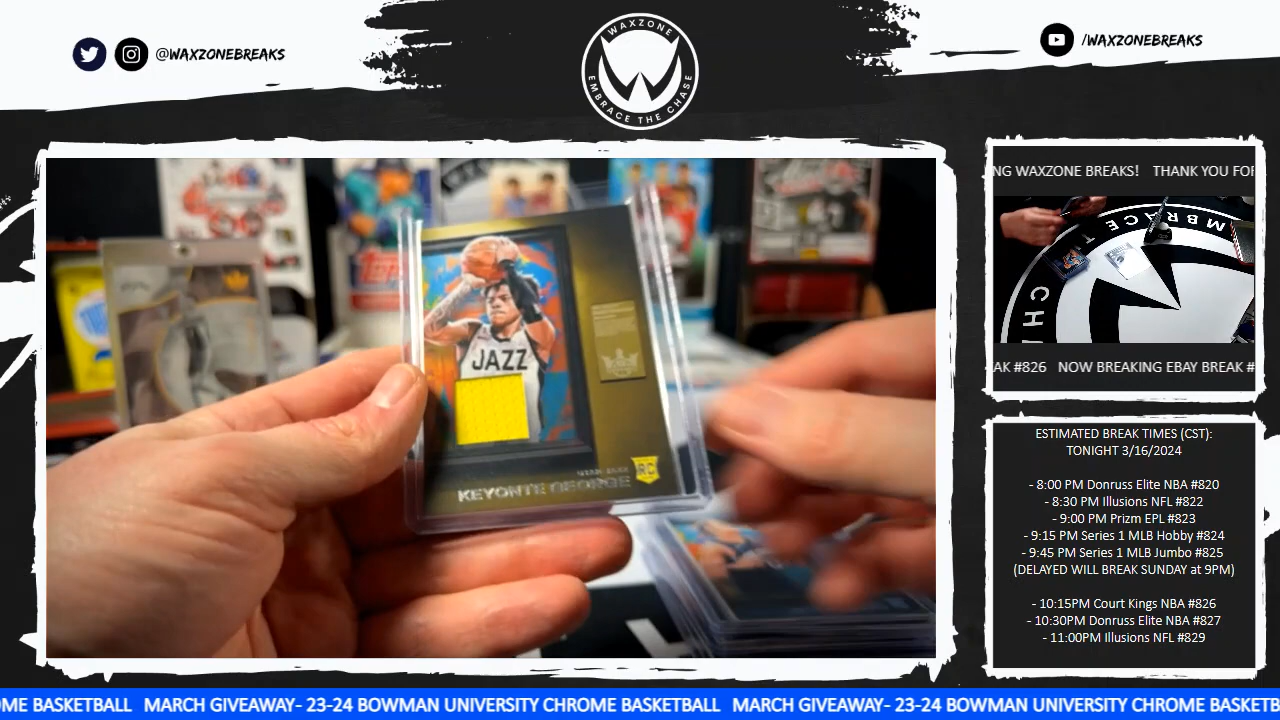 @WAXZONEBREAKS
WAXZONE
EMBRACE THE CHASE
/WAXZONEBREAKS
NG WAXZONE BREAKS! THANK YOU FOR
AK #826 NOW BREAKING EBAY BREAK #
JAZZ
UTAH JAZZ
RC
KEYONTE GEORGE
ESTIMATED BREAK TIMES (CST):
TONIGHT 3/16/2024
- 8:00 PM Donruss Elite NBA #820
- 8:30 PM Illusions NFL #822
- 9:00 PM Prizm EPL #823
- 9:15 PM Series 1 MLB Hobby #824
- 9:45 PM Series 1 MLB Jumbo #825
(DELAYED WILL BREAK SUNDAY at 9PM)
- 10:15PM Court Kings NBA #826
- 10:30PM Donruss Elite NBA #827
- 11:00PM Illusions NFL #829
OME BASKETBALL MARCH GIVEAWAY- 23-24 BOWMAN UNIVERSITY CHROME BASKETBALL MARCH GIVEAWAY- 23-24 BOWMAN UNIVERSITY CHROME BASKETB